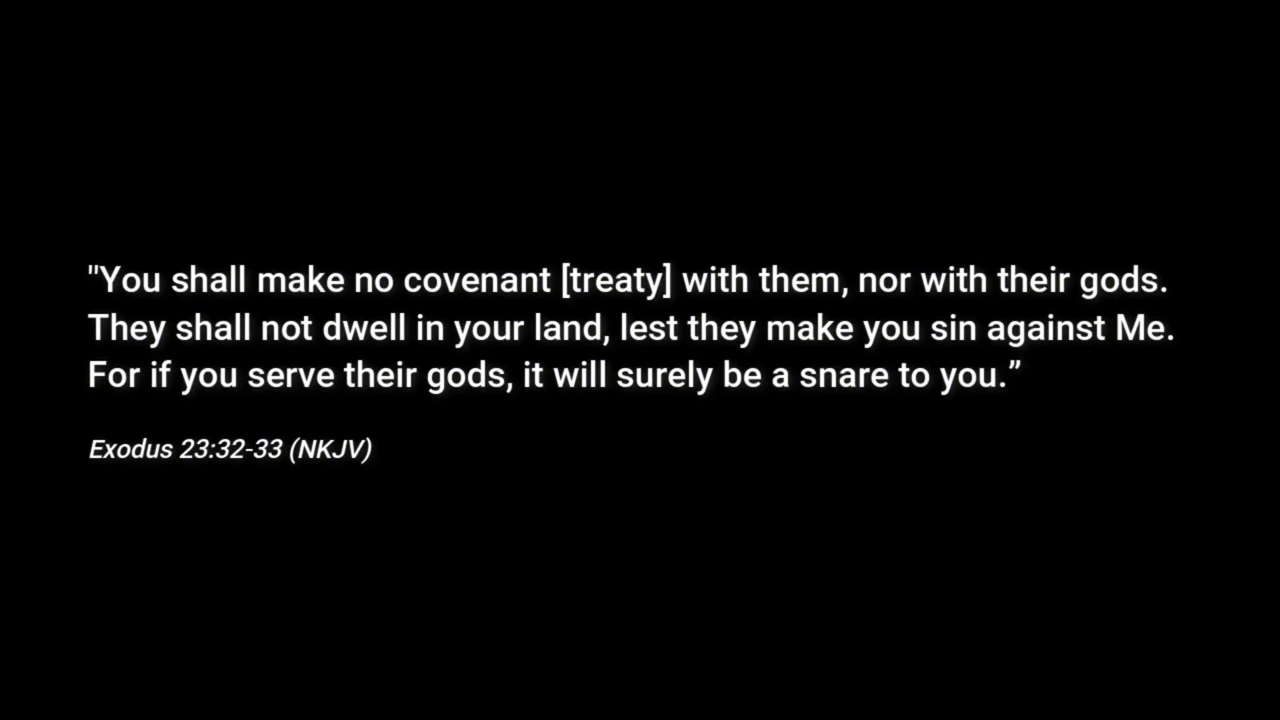 "You shall make no covenant [treaty] with them, nor with their gods.
They shall not dwell in your land, lest they make you sin against Me.
For if you serve their gods, it will surely be a snare to you.”
Exodus 23:32-33 (NKJV)